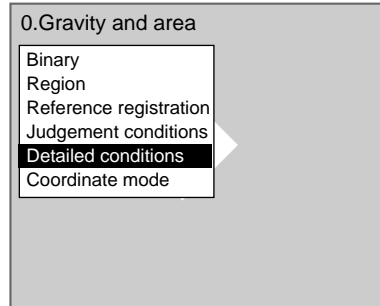 0.Gravity and area
Binary
Region
Reference registration
Judgement conditions
Detailed conditions
Coordinate mode